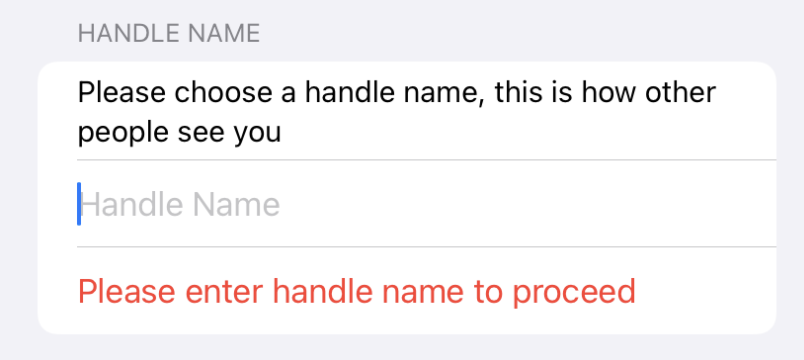 HANDLE NAME
Please choose a handle name, this is how other
people see you
Handle Name
Please enter handle name to proceed